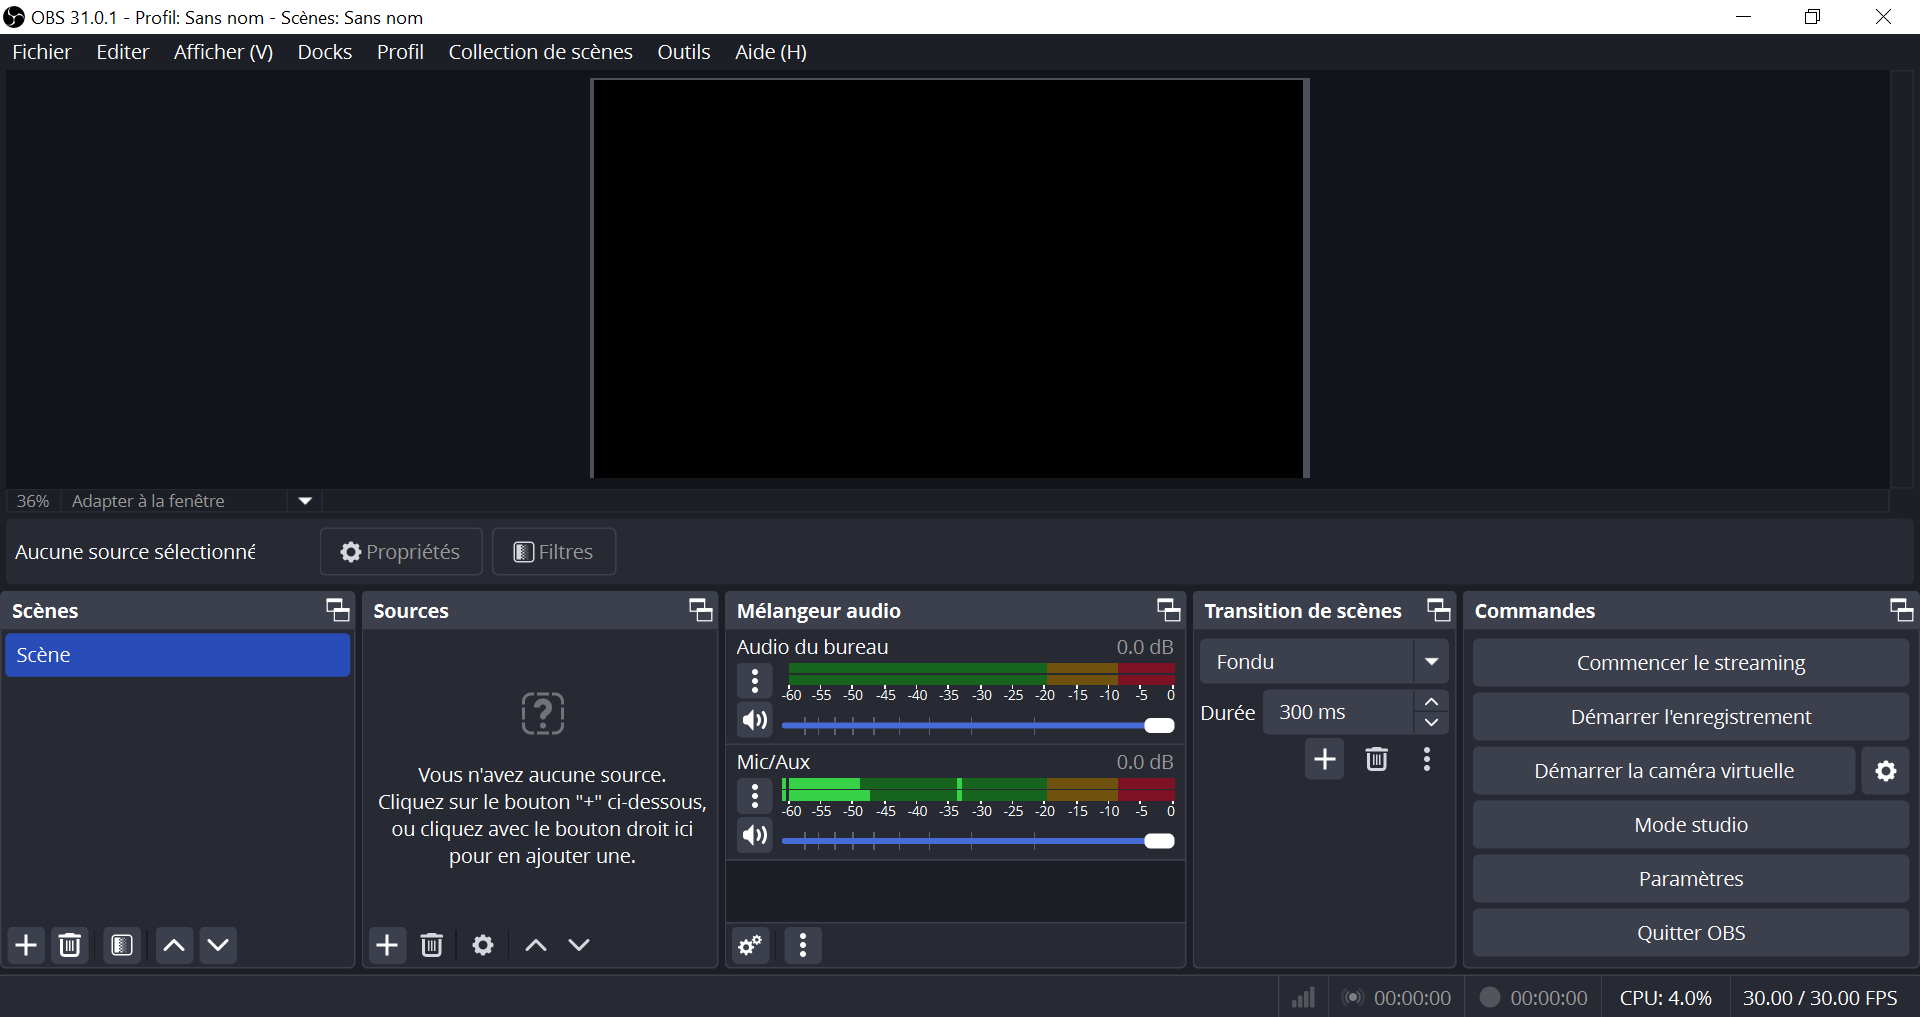 OBS 31.0.1 - Profil: Sans nom - Scènes: Sans nom
Fichier Editer Afficher (V) Docks Profil Collection de scènes Outils Aide (H)
36% Adapter à la fenêtre
Aucune source sélectionné Propriétés Filtres
Scènes
Scène
Sources
Vous n'avez aucune source.
Cliquez sur le bouton "+" ci-dessous,
ou cliquez avec le bouton droit ici
pour en ajouter une.
Mélangeur audio
Audio du bureau 0.0 dB
-60 -55 -50 -45 -40 -35 -30 -25 -20 -15 -10 -5 0
Mic/Aux 0.0 dB
-60 -55 -50 -45 -40 -35 -30 -25 -20 -15 -10 -5 0
Transition de scènes
Fondu
Durée 300 ms
Commandes
Commencer le streaming
Démarrer l'enregistrement
Démarrer la caméra virtuelle
Mode studio
Paramètres
Quitter OBS
00:00:00 00:00:00 CPU: 4.0% 30.00 / 30.00 FPS